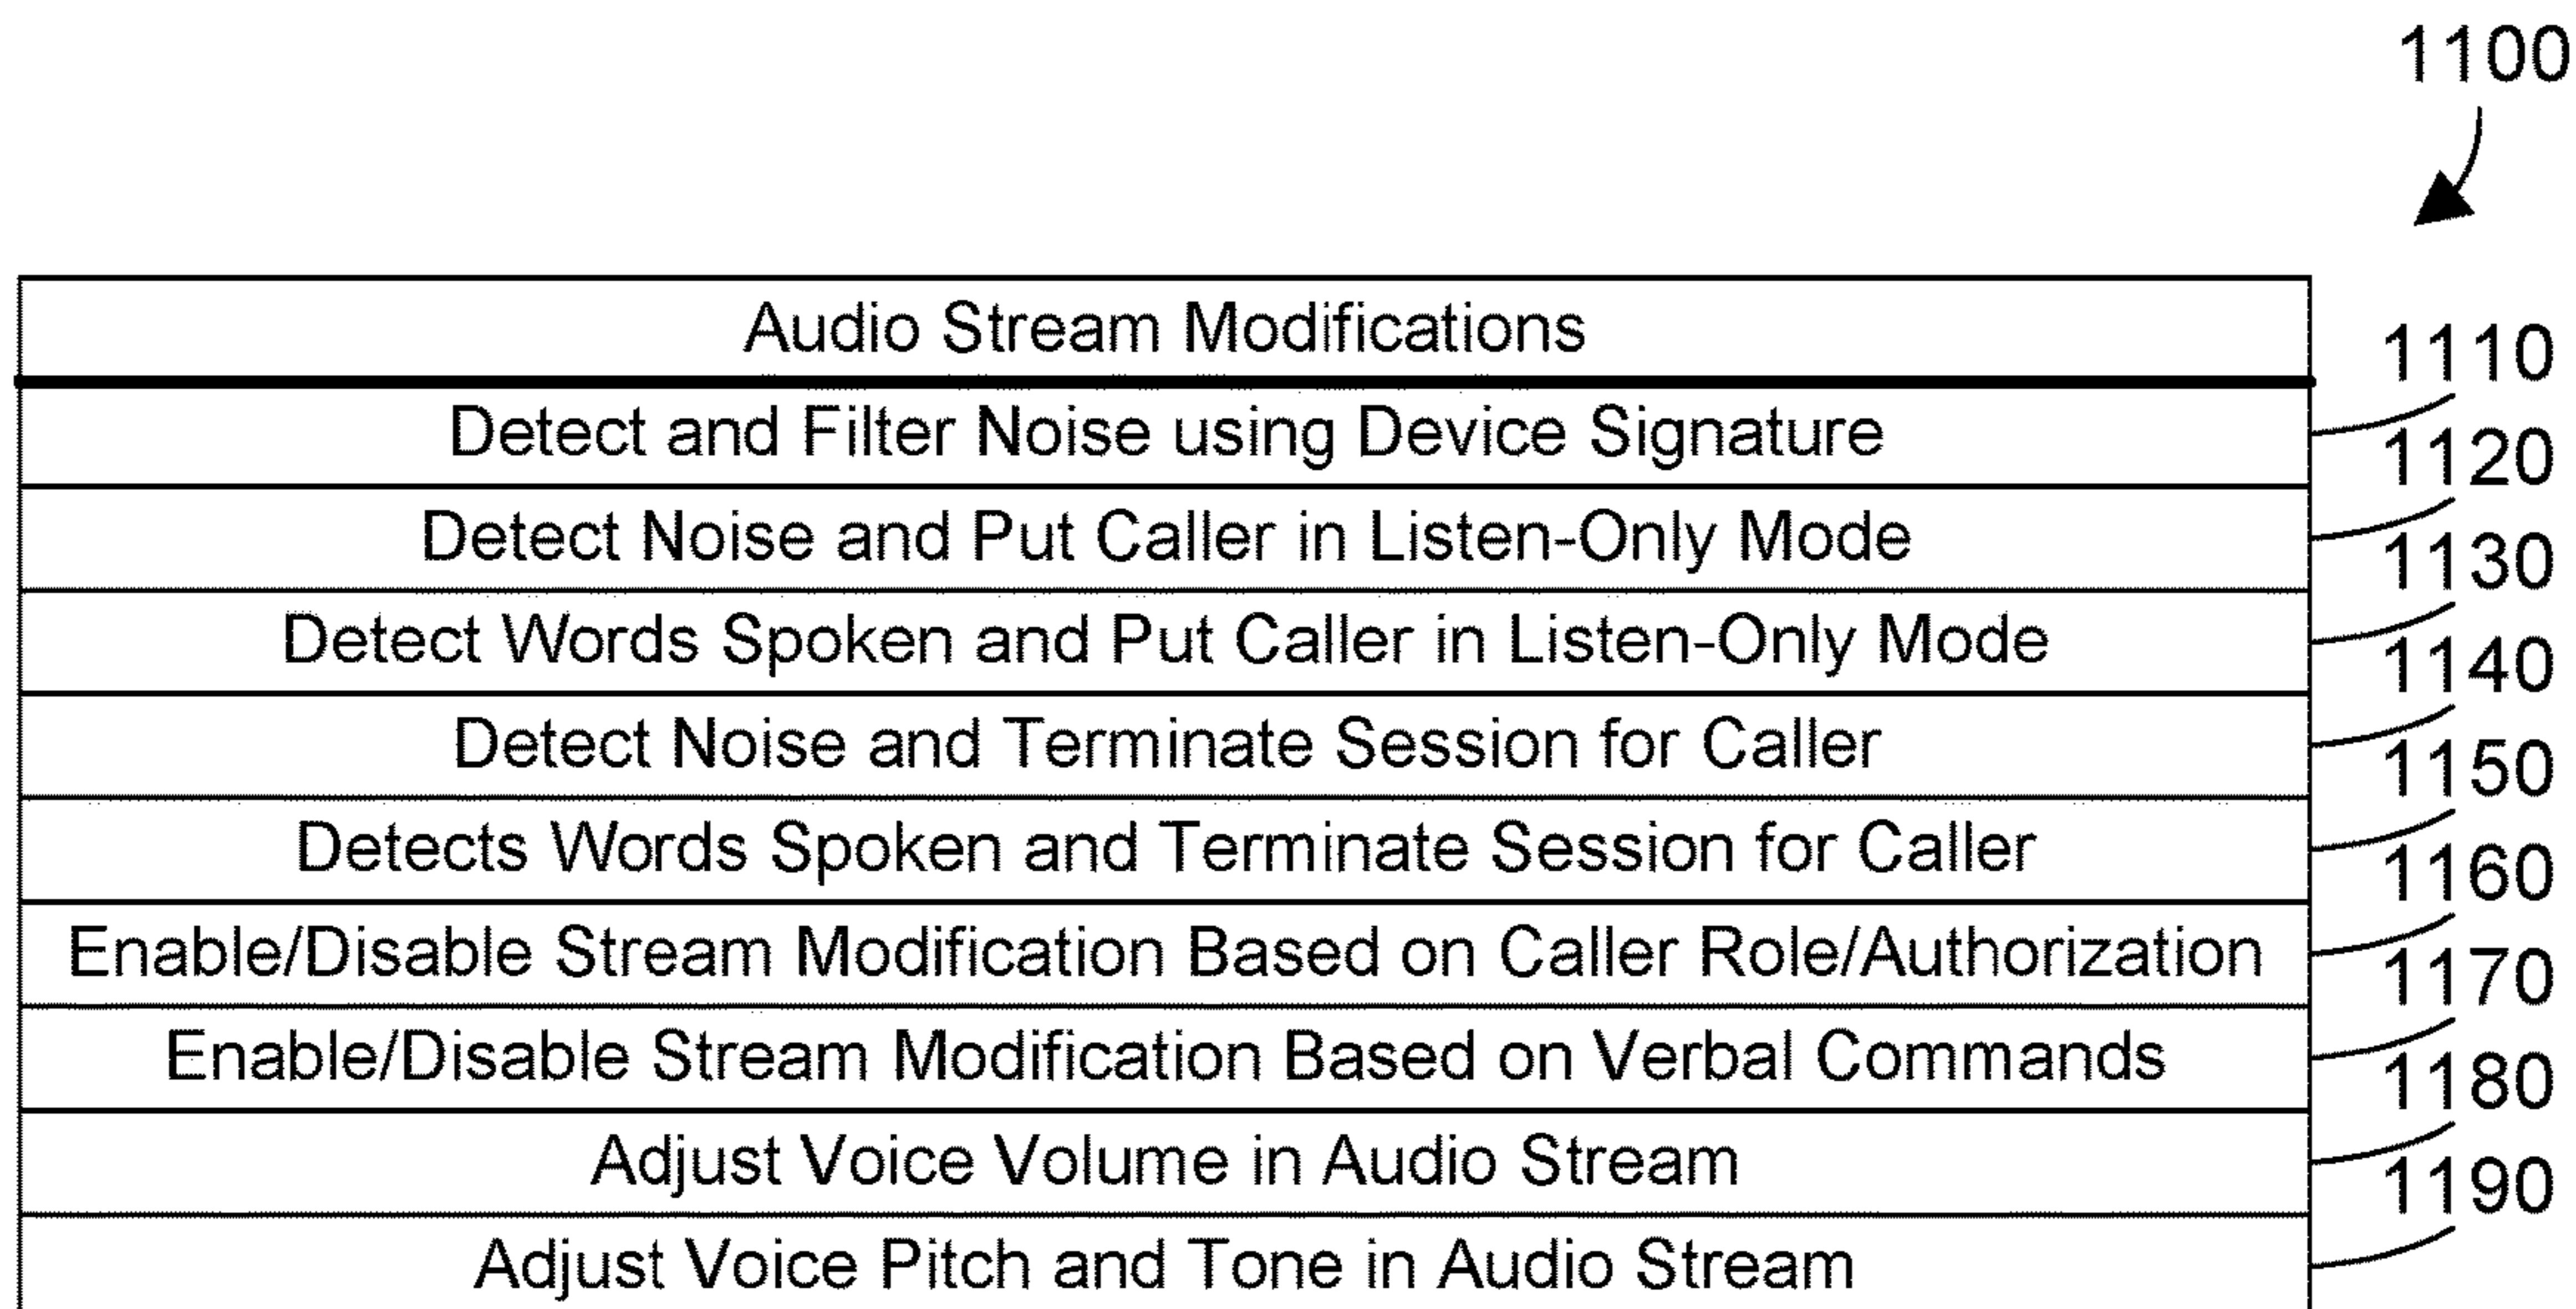 1100
Audio Stream Modifications
1110
Detect and Filter Noise using Device Signature
1120
Detect Noise and Put Caller in Listen-Only Mode
1130
Detect Words Spoken and Put Caller in Listen-Only Mode
1140
Detect Noise and Terminate Session for Caller
1150
Detects Words Spoken and Terminate Session for Caller
1160
Enable/Disable Stream Modification Based on Caller Role/Authorization
1170
Enable/Disable Stream Modification Based on Verbal Commands
1180
Adjust Voice Volume in Audio Stream
1190
Adjust Voice Pitch and Tone in Audio Stream